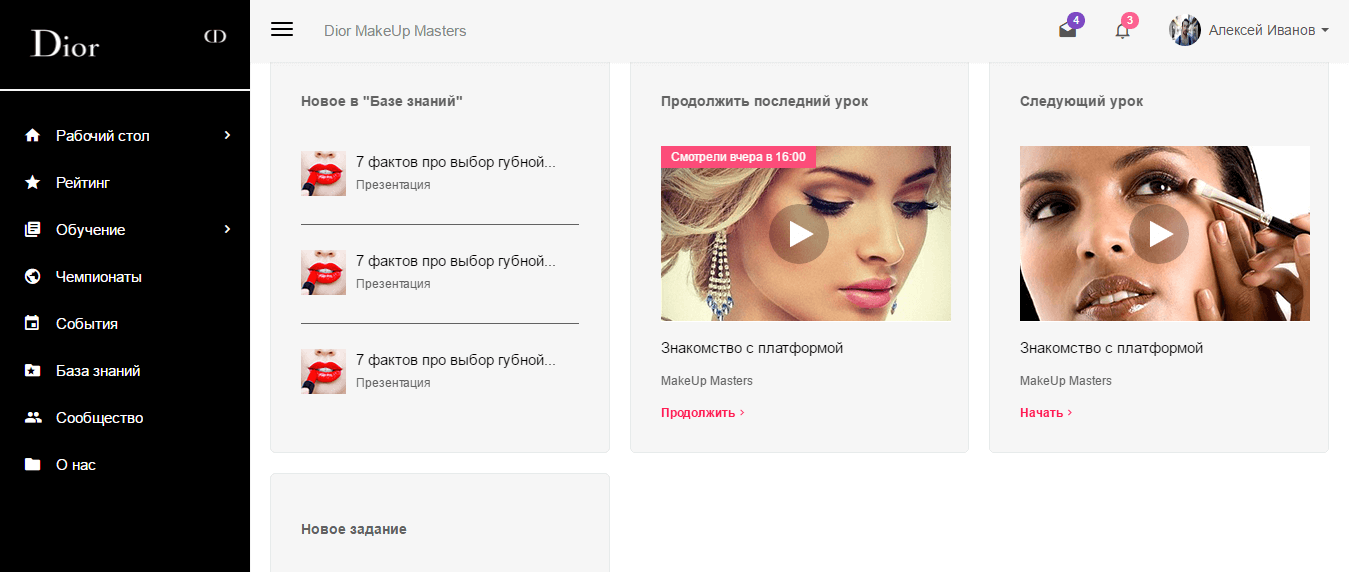 Dior
CD
Dior MakeUp Masters
4
3
Алексей Иванов
Рабочий стол
Рейтинг
Обучение
Чемпионаты
События
База знаний
Сообщество
О нас
Новое в "Базе знаний"
7 фактов про выбор губной...
Презентация
7 фактов про выбор губной...
Презентация
7 фактов про выбор губной...
Презентация
Продолжить последний урок
Смотрели вчера в 16:00
Знакомство с платформой
MakeUp Masters
Продолжить
Следующий урок
Знакомство с платформой
MakeUp Masters
Начать
Новое задание